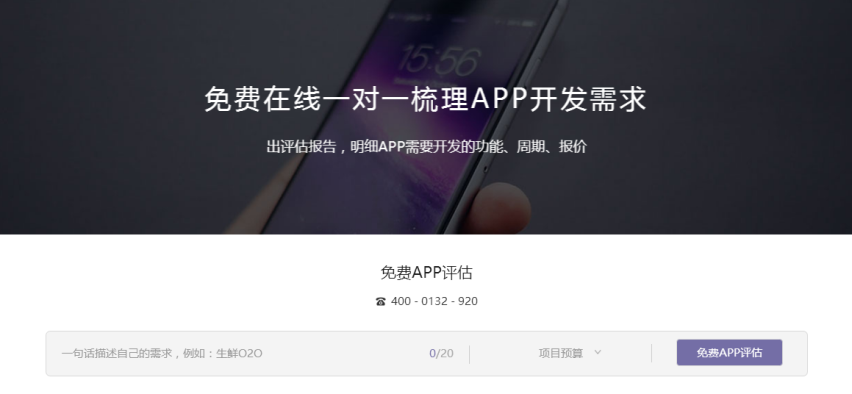 15:56
免费在线一对一梳理APP开发需求
出评估报告，明细APP需要开发的功能、周期、报价
免费APP评估
400 - 0132 - 920
一句话描述自己的需求，例如：生鲜O2O
0/20
项目预算
免费APP评估